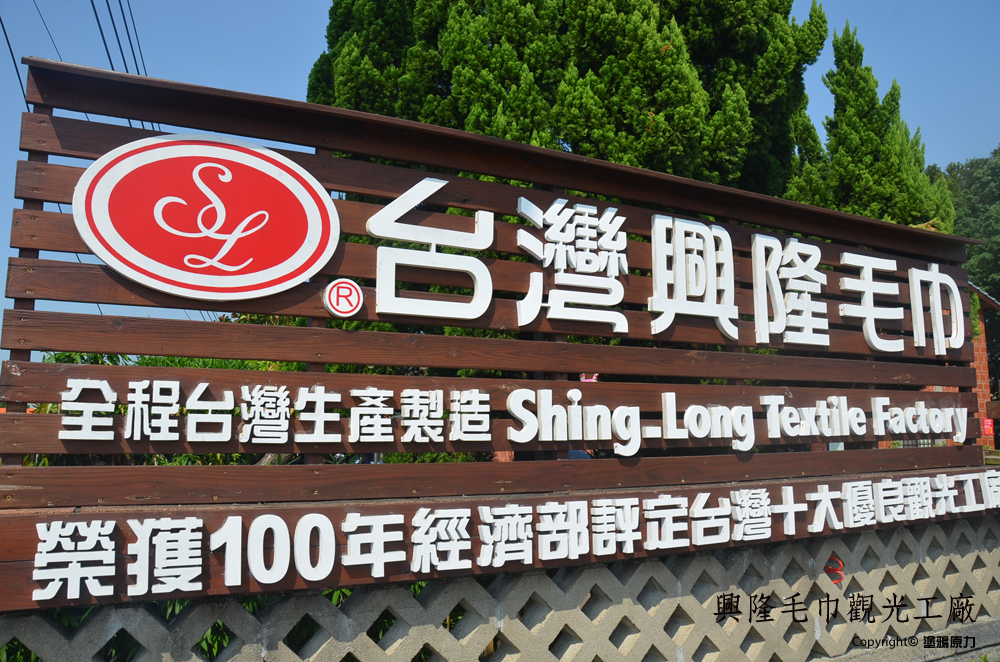 SL
®
台灣興隆毛巾
全程台灣生產製造 Shing-Long Textile Factory
榮獲100年經濟部評定台灣十大優良觀光工廠
興隆毛巾觀光工廠
Copyright© 塗鴉原力